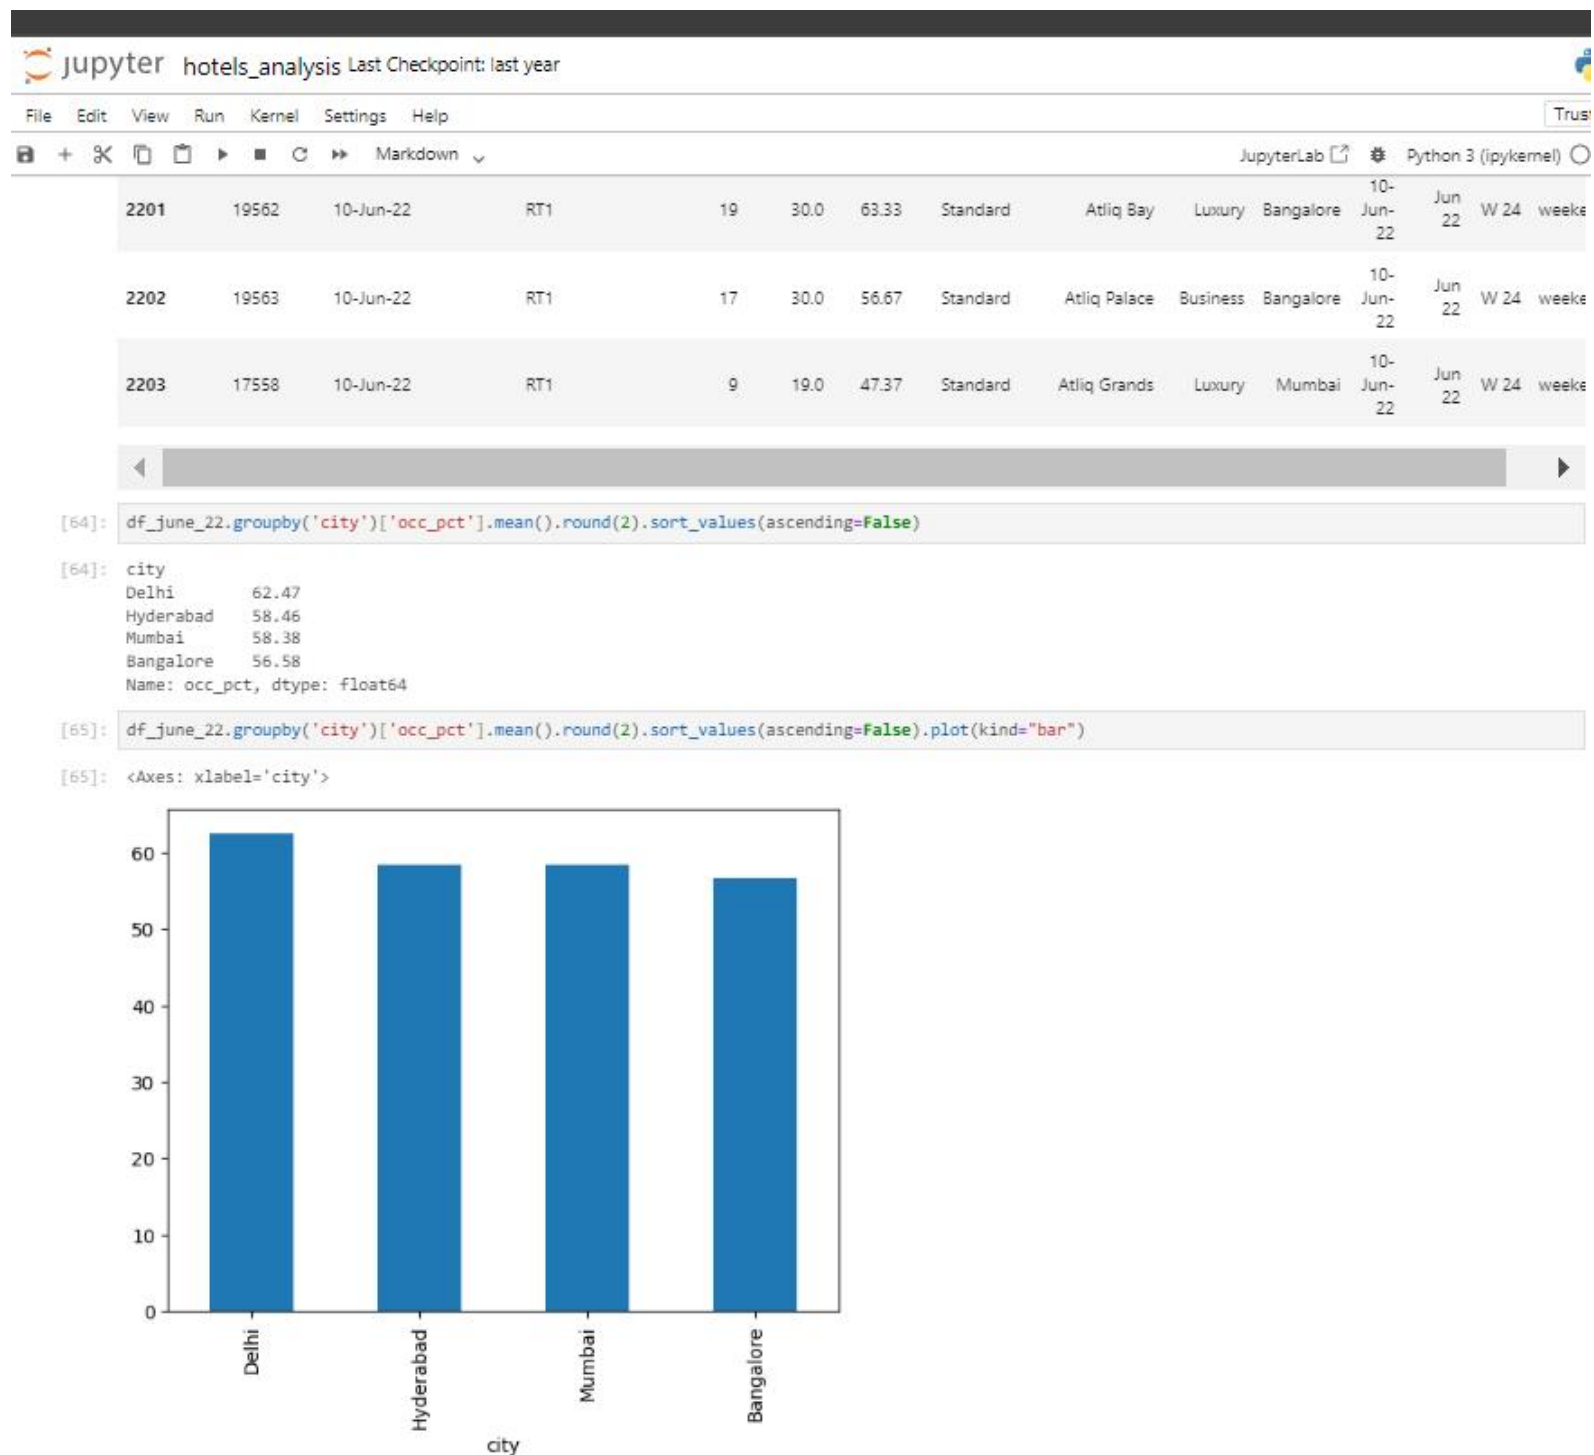 jupyter hotels_analysis Last Checkpoint: last year
File Edit View Run Kernel Settings Help
Markdown JupyterLab Python 3 (ipykernel)
2201 19562 10-Jun-22 RT1 19 30.0 63.33 Standard Atliq Bay Luxury Bangalore 10-Jun-22 Jun 22 W 24 weeke
2202 19563 10-Jun-22 RT1 17 30.0 56.67 Standard Atliq Palace Business Bangalore 10-Jun-22 Jun 22 W 24 weeke
2203 17558 10-Jun-22 RT1 9 19.0 47.37 Standard Atliq Grands Luxury Mumbai 10-Jun-22 Jun 22 W 24 weeke
[64]: df_june_22.groupby('city')['occ_pct'].mean().round(2).sort_values(ascending=False)
[64]: city
Delhi 62.47
Hyderabad 58.46
Mumbai 58.38
Bangalore 56.58
Name: occ_pct, dtype: float64
[65]: df_june_22.groupby('city')['occ_pct'].mean().round(2).sort_values(ascending=False).plot(kind="bar")
[65]: <Axes: xlabel='city'>
60
50
40
30
20
10
0
Delhi Hyderabad Mumbai Bangalore
city